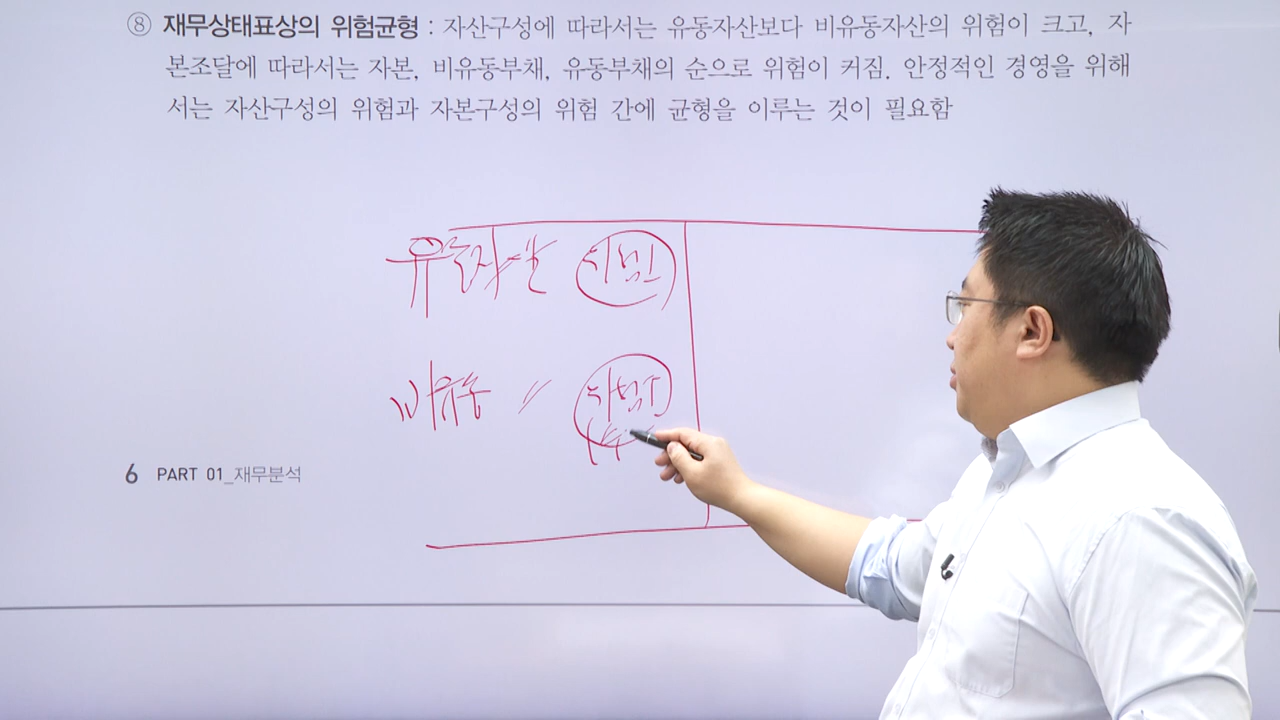 ⑧ 재무상태표상의 위험균형 : 자산구성에 따라서는 유동자산보다 비유동자산의 위험이 크고, 자
본조달에 따라서는 자본, 비유동부채, 유동부채의 순으로 위험이 커짐. 안정적인 경영을 위해
서는 자산구성의 위험과 자본구성의 위험 간에 균형을 이루는 것이 필요함
유동자산
비유동 〃
6 PART 01_재무분석